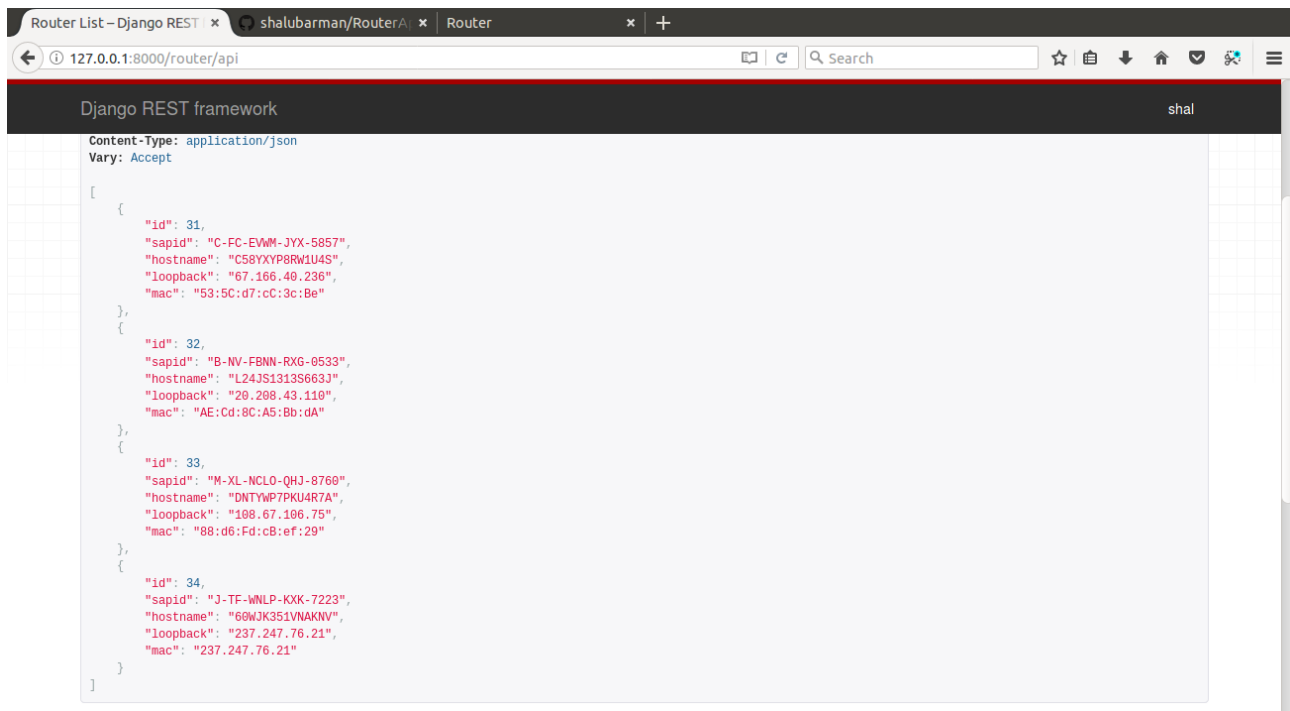 Router List – Django REST
shalubarman/RouterA
Router
127.0.0.1:8000/router/api
Search
Django REST framework
shal
Content-Type: application/json
Vary: Accept
[
{
"id": 31,
"sapid": "C-FC-EVWM-JYX-5857",
"hostname": "C58YXYP8RW1U4S",
"loopback": "67.166.40.236",
"mac": "53:5C:d7:cC:3c:Be"
},
{
"id": 32,
"sapid": "B-NV-FBNN-RXG-0533",
"hostname": "L24JS1313S663J",
"loopback": "20.208.43.110",
"mac": "AE:Cd:8C:A5:Bb:dA"
},
{
"id": 33,
"sapid": "M-XL-NCLO-QHJ-8760",
"hostname": "DNTYWP7PKU4R7A",
"loopback": "108.67.106.75",
"mac": "88:d6:Fd:cB:ef:29"
},
{
"id": 34,
"sapid": "J-TF-WNLP-KXK-7223",
"hostname": "60WJK351VNAKNV",
"loopback": "237.247.76.21",
"mac": "237.247.76.21"
}
]